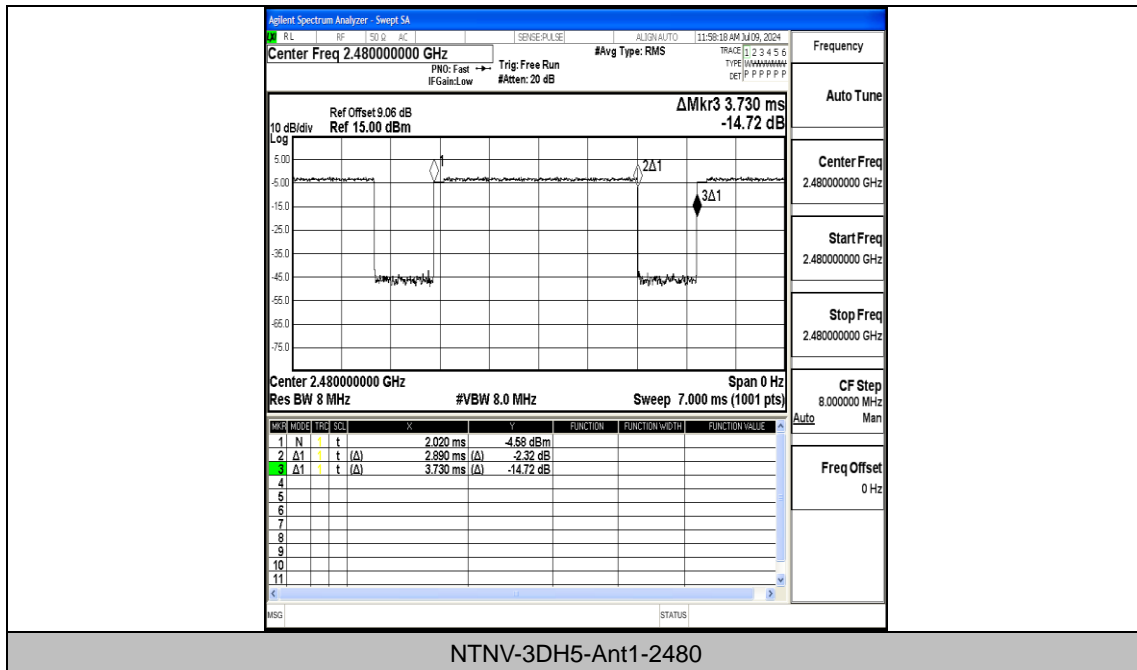 Agilent Spectrum Analyzer - Swept SA
RL RF 50 Ω AC SENSE:PULSE ALIGN AUTO 11:58:18 AM Jul 09, 2024
Center Freq 2.480000000 GHz #Avg Type: RMS TRACE 1 2 3 4 5 6
PNO: Fast Trig: Free Run TYPE
IFGain:Low #Atten: 20 dB DET P P P P P P
Ref Offset 9.06 dB ΔMkr3 3.730 ms
10 dB/div Ref 15.00 dBm -14.72 dB
Log
5.00
-5.00
-15.0
-25.0
-35.0
-45.0
-55.0
-65.0
-75.0
1
2Δ1
3Δ1
Center 2.480000000 GHz Span 0 Hz
Res BW 8 MHz #VBW 8.0 MHz Sweep 7.000 ms (1001 pts)
MKR MODE TRC SCL X Y FUNCTION FUNCTION WIDTH FUNCTION VALUE
1 N 1 t 2.020 ms -4.58 dBm
2 Δ1 1 t (Δ) 2.890 ms (Δ) -2.32 dB
3 Δ1 1 t (Δ) 3.730 ms (Δ) -14.72 dB
4
5
6
7
8
9
10
11
MSG STATUS
Frequency
Auto Tune
Center Freq
2.480000000 GHz
Start Freq
2.480000000 GHz
Stop Freq
2.480000000 GHz
CF Step
8.000000 MHz
Auto Man
Freq Offset
0 Hz
NTNV-3DH5-Ant1-2480